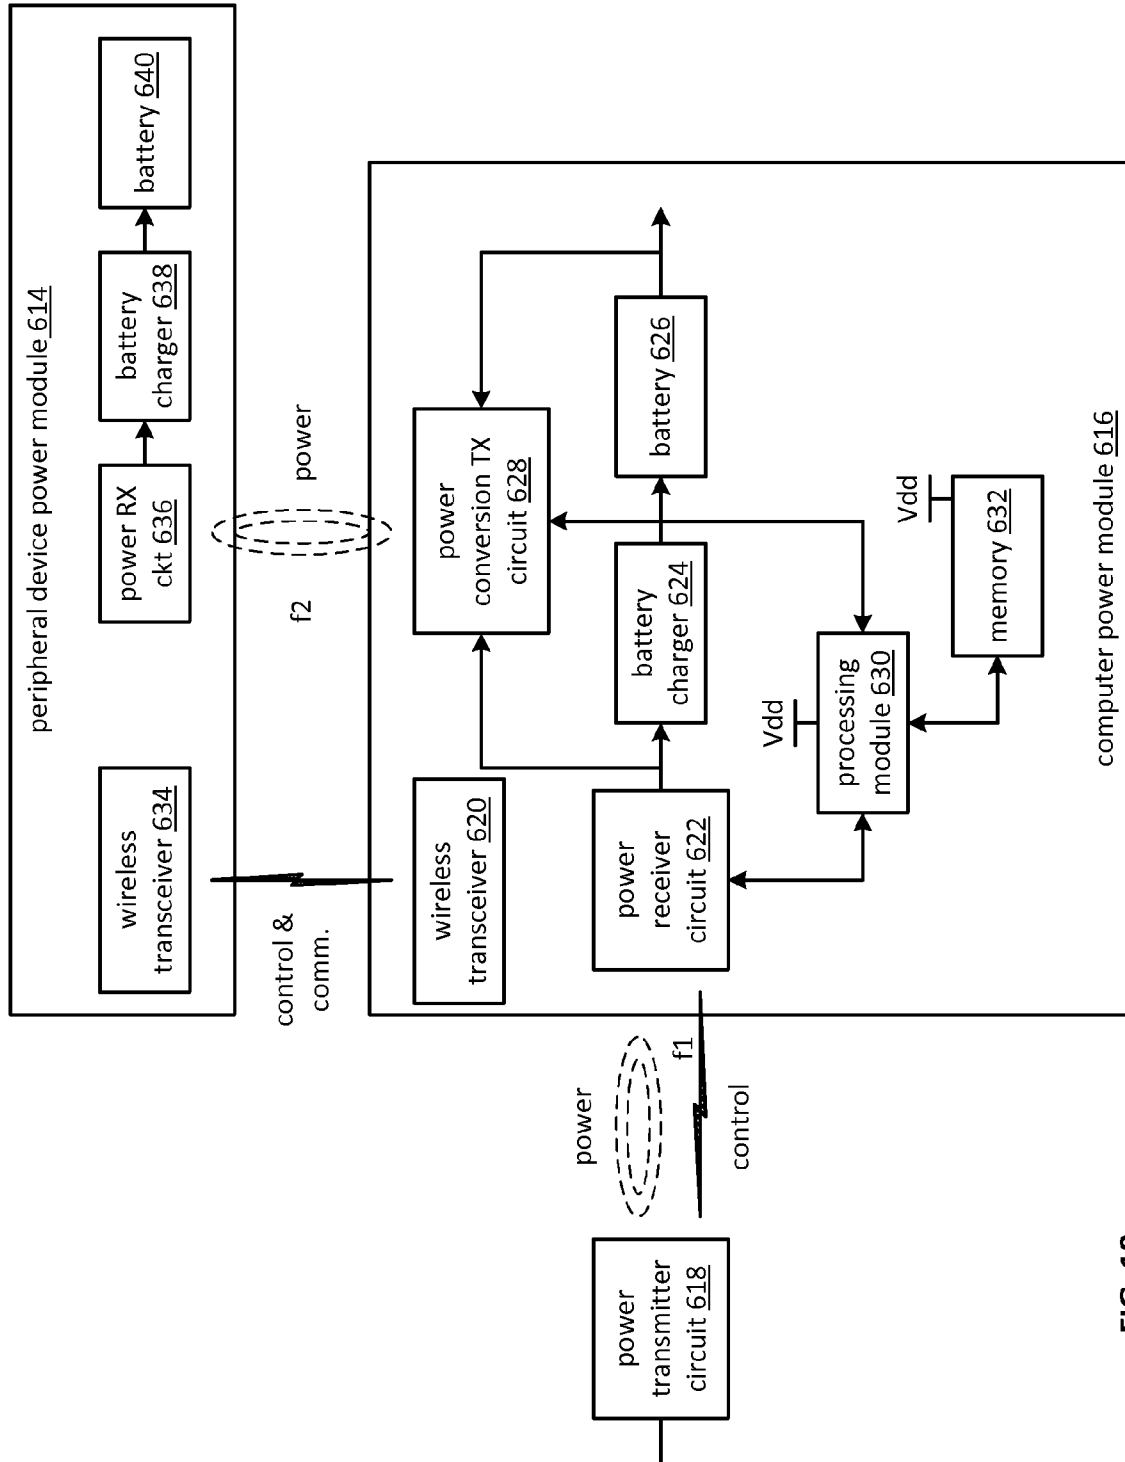 peripheral device power module 614
wireless
transceiver 634
power RX
ckt 636
battery
charger 638
battery 640
control &
comm.
f2
power
wireless
transceiver 620
power
conversion TX
circuit 628
power
transmitter
circuit 618
power
f1
control
power
receiver
circuit 622
battery
charger 624
battery 626
Vdd
processing
module 630
Vdd
memory 632
computer power module 616